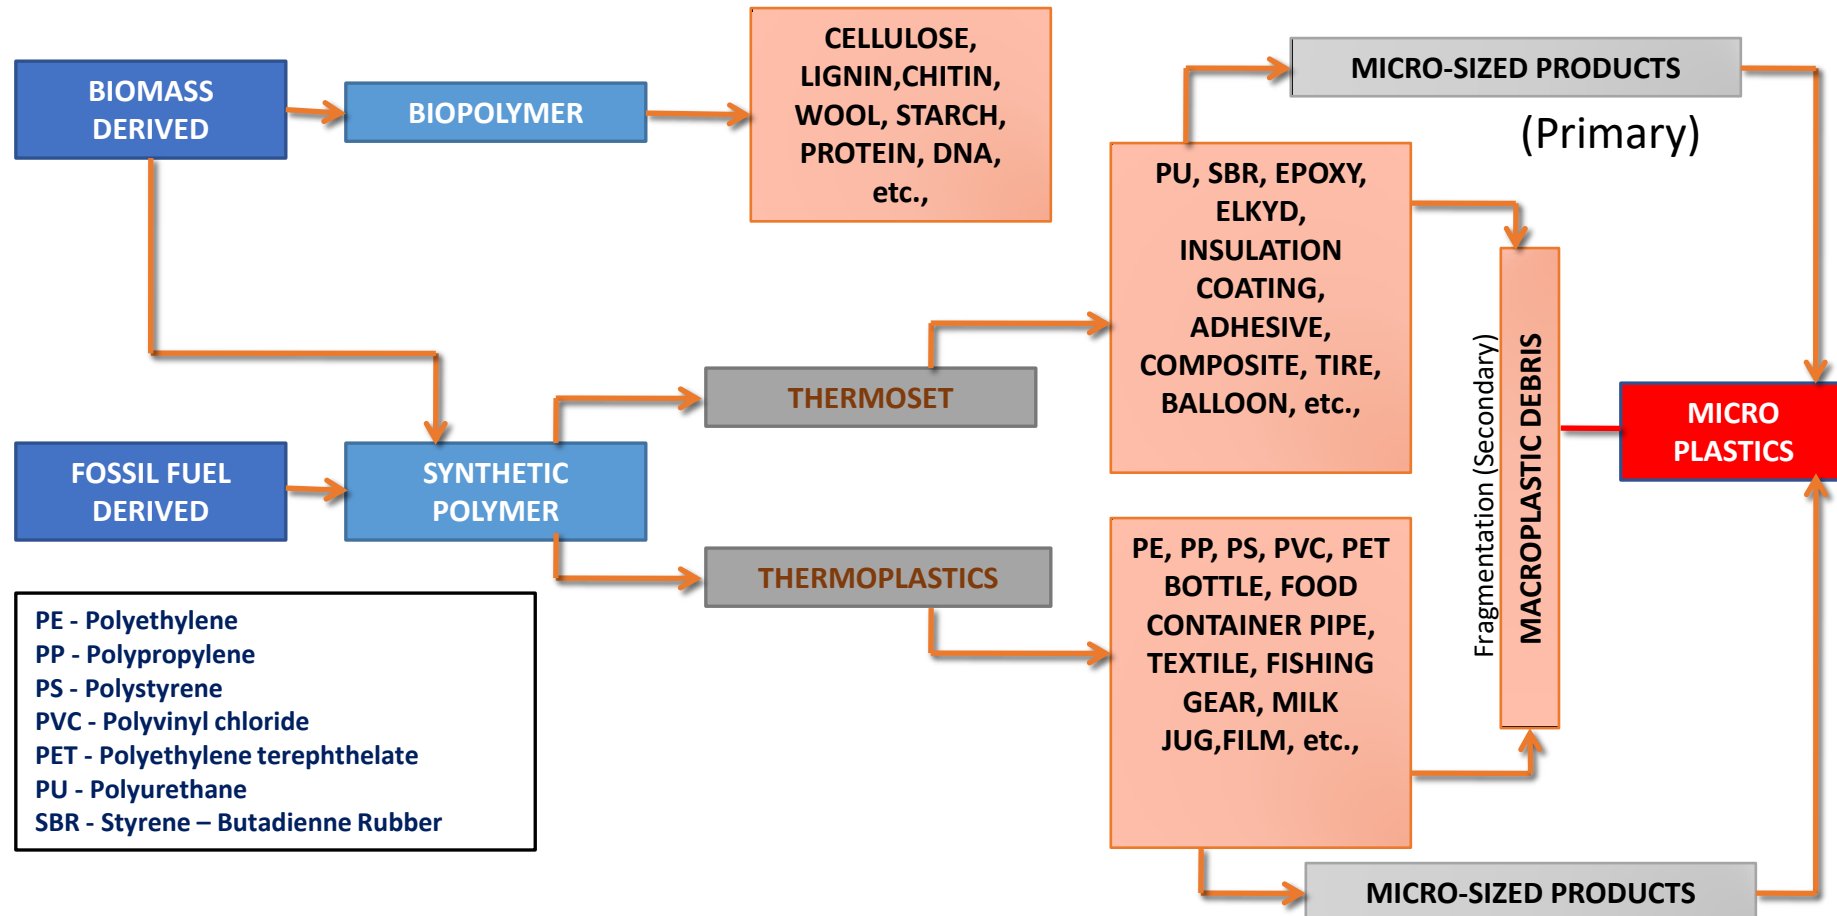 BIOMASS
DERIVED
BIOPOLYMER
CELLULOSE,
LIGNIN,CHITIN,
WOOL, STARCH,
PROTEIN, DNA,
etc.,
MICRO-SIZED PRODUCTS
(Primary)
PU, SBR, EPOXY,
ELKYD,
INSULATION
COATING,
ADHESIVE,
COMPOSITE, TIRE,
BALLOON, etc.,
THERMOSET
FOSSIL FUEL
DERIVED
SYNTHETIC
POLYMER
THERMOPLASTICS
PE, PP, PS, PVC, PET
BOTTLE, FOOD
CONTAINER PIPE,
TEXTILE, FISHING
GEAR, MILK
JUG,FILM, etc.,
Fragmentation (Secondary)
MACROPLASTIC DEBRIS
MICRO
PLASTICS
MICRO-SIZED PRODUCTS
PE - Polyethylene
PP - Polypropylene
PS - Polystyrene
PVC - Polyvinyl chloride
PET - Polyethylene terephthelate
PU - Polyurethane
SBR - Styrene – Butadienne Rubber